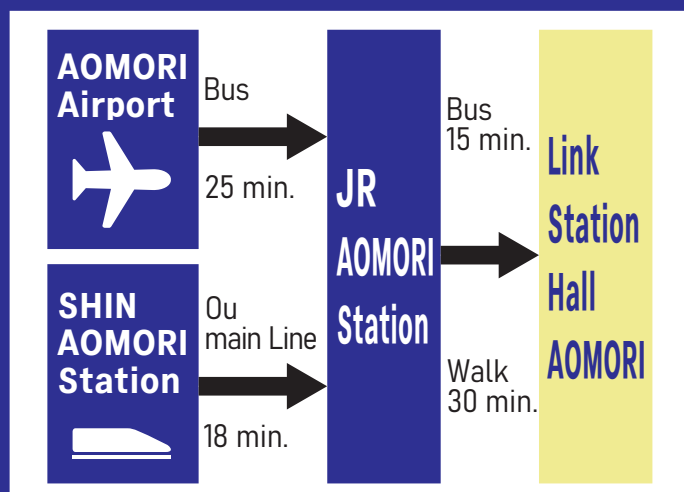 AOMORI
Airport
Bus
25 min.
SHIN
AOMORI
Station
Ou
main Line
18 min.
JR
AOMORI
Station
Bus
15 min.
Walk
30 min.
Link
Station
Hall
AOMORI